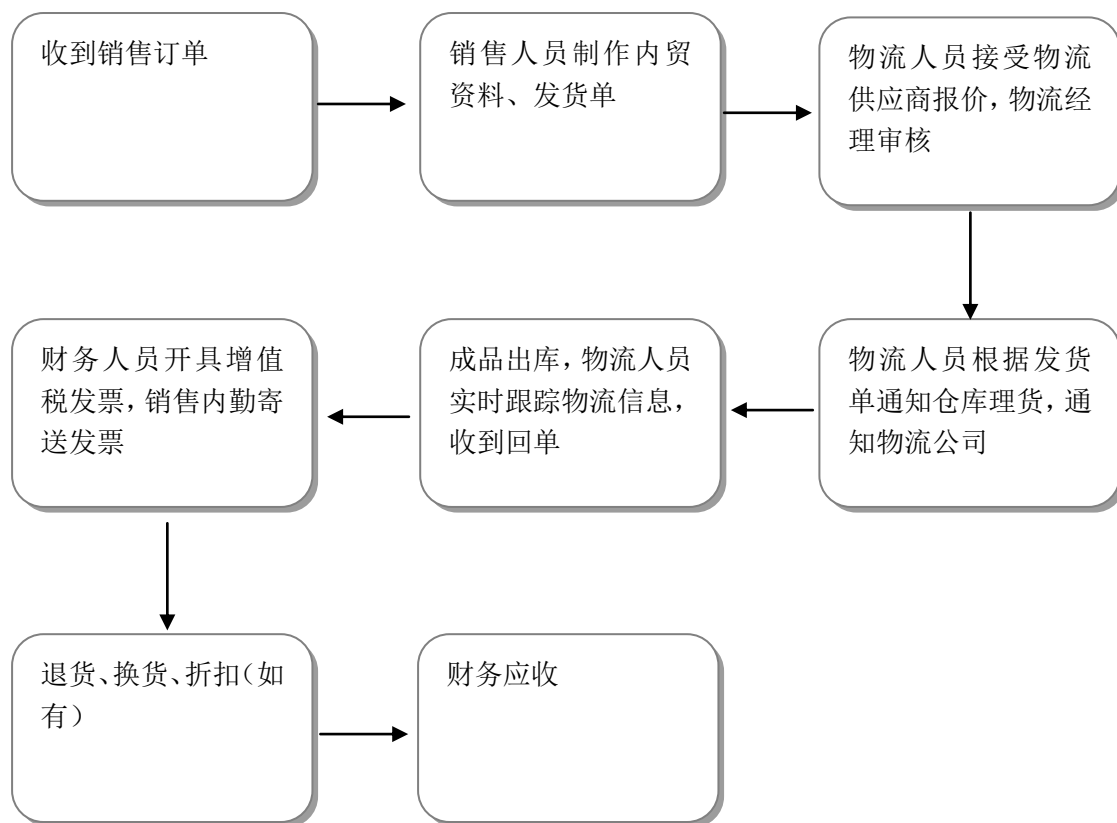 收到销售订单
销售人员制作内贸
资料、发货单
物流人员接受物流
供应商报价，物流经
理审核
物流人员根据发货
单通知仓库理货，通
知物流公司
成品出库，物流人员
实时跟踪物流信息，
收到回单
财务人员开具增值
税发票，销售内勤寄
送发票
退货、换货、折扣（如
有）
财务应收